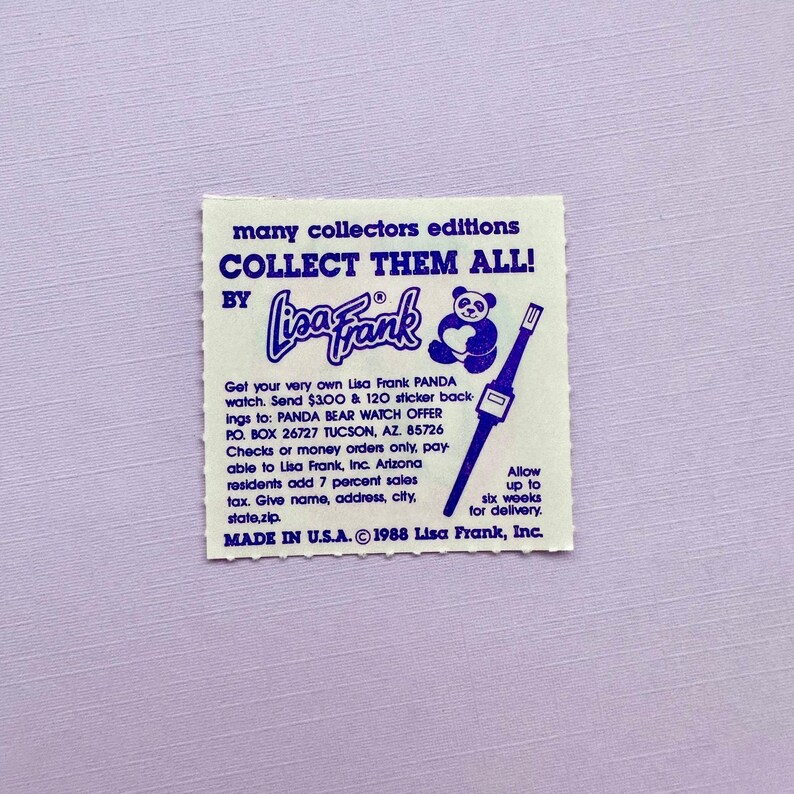 many collectors editions
COLLECT THEM ALL!
BY Lisa Frank®
Get your very own Lisa Frank PANDA
watch. Send $3.00 & 120 sticker back-
ings to: PANDA BEAR WATCH OFFER
P.O. BOX 26727 TUCSON, AZ. 85726
Checks or money orders only, pay-
able to Lisa Frank, Inc. Arizona
residents add 7 percent sales
tax. Give name, address, city,
state,zip.
Allow
up to
six weeks
for delivery.
MADE IN U.S.A. © 1988 Lisa Frank, Inc.